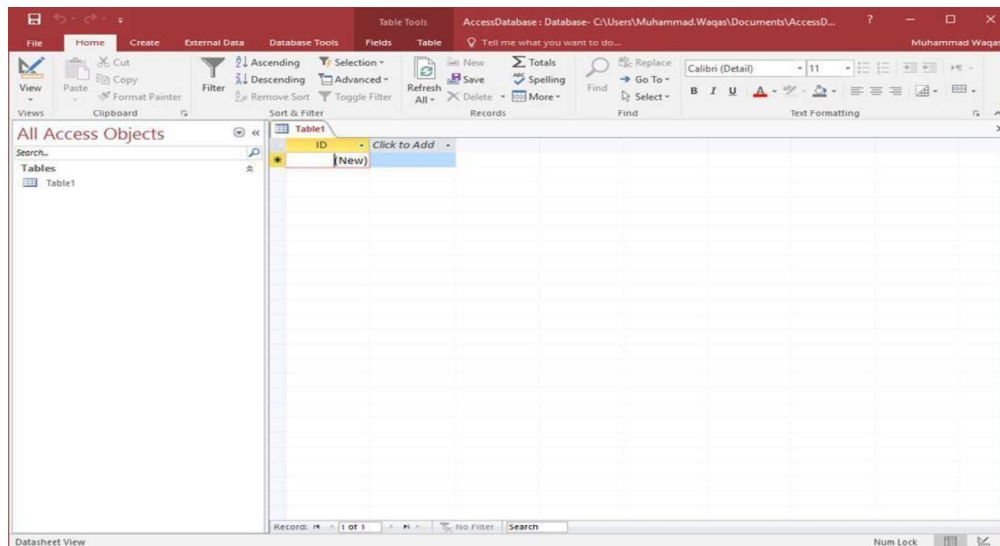 Table Tools
AccessDatabase : Database- C:\Users\Muhammad.Waqas\Documents\AccessD...
?
File Home Create External Data Database Tools Fields Table Tell me what you want to do... Muhammad Waqas
View
Views
Paste
Cut
Copy
Format Painter
Clipboard
Filter
Ascending
Descending
Remove Sort
Selection
Advanced
Toggle Filter
Sort & Filter
Refresh
All
New
Save
Delete
Totals
Spelling
More
Records
Find
Replace
Go To
Select
Find
Calibri (Detail) 11
B I U A
Text Formatting
All Access Objects
Search...
Tables
Table1
Table1
ID Click to Add
(New)
Record: 1 of 1 No Filter Search
Datasheet View Num Lock